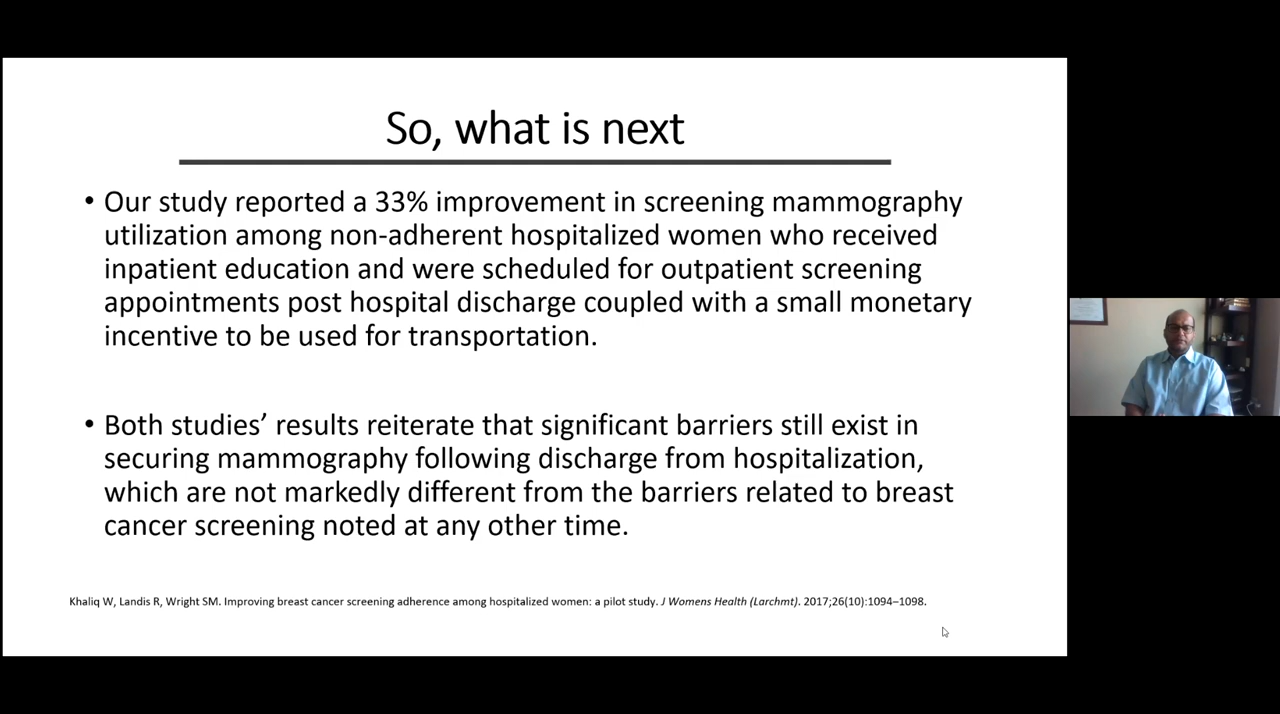 So, what is next
• Our study reported a 33% improvement in screening mammography
utilization among non-adherent hospitalized women who received
inpatient education and were scheduled for outpatient screening
appointments post hospital discharge coupled with a small monetary
incentive to be used for transportation.
• Both studies’ results reiterate that significant barriers still exist in
securing mammography following discharge from hospitalization,
which are not markedly different from the barriers related to breast
cancer screening noted at any other time.
Khaliq W, Landis R, Wright SM. Improving breast cancer screening adherence among hospitalized women: a pilot study. J Womens Health (Larchmt). 2017;26(10):1094–1098.